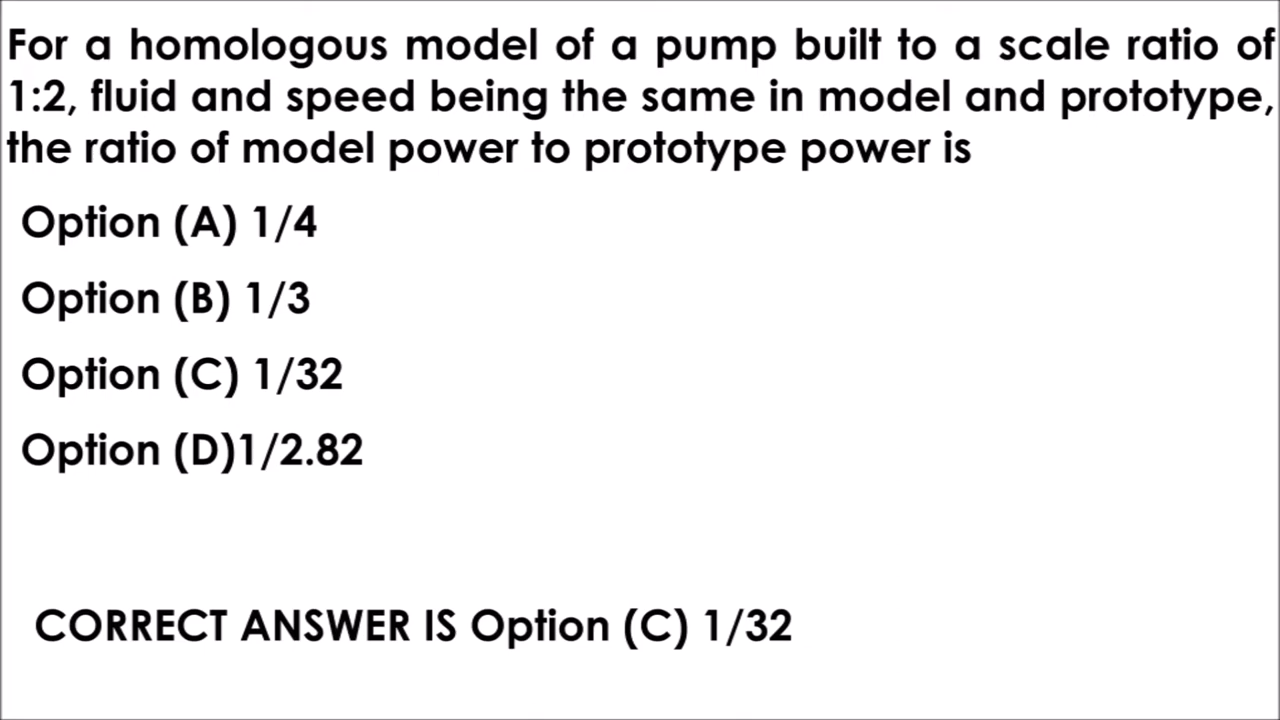 For a homologous model of a pump built to a scale ratio of
1:2, fluid and speed being the same in model and prototype,
the ratio of model power to prototype power is
Option (A) 1/4
Option (B) 1/3
Option (C) 1/32
Option (D)1/2.82
CORRECT ANSWER IS Option (C) 1/32